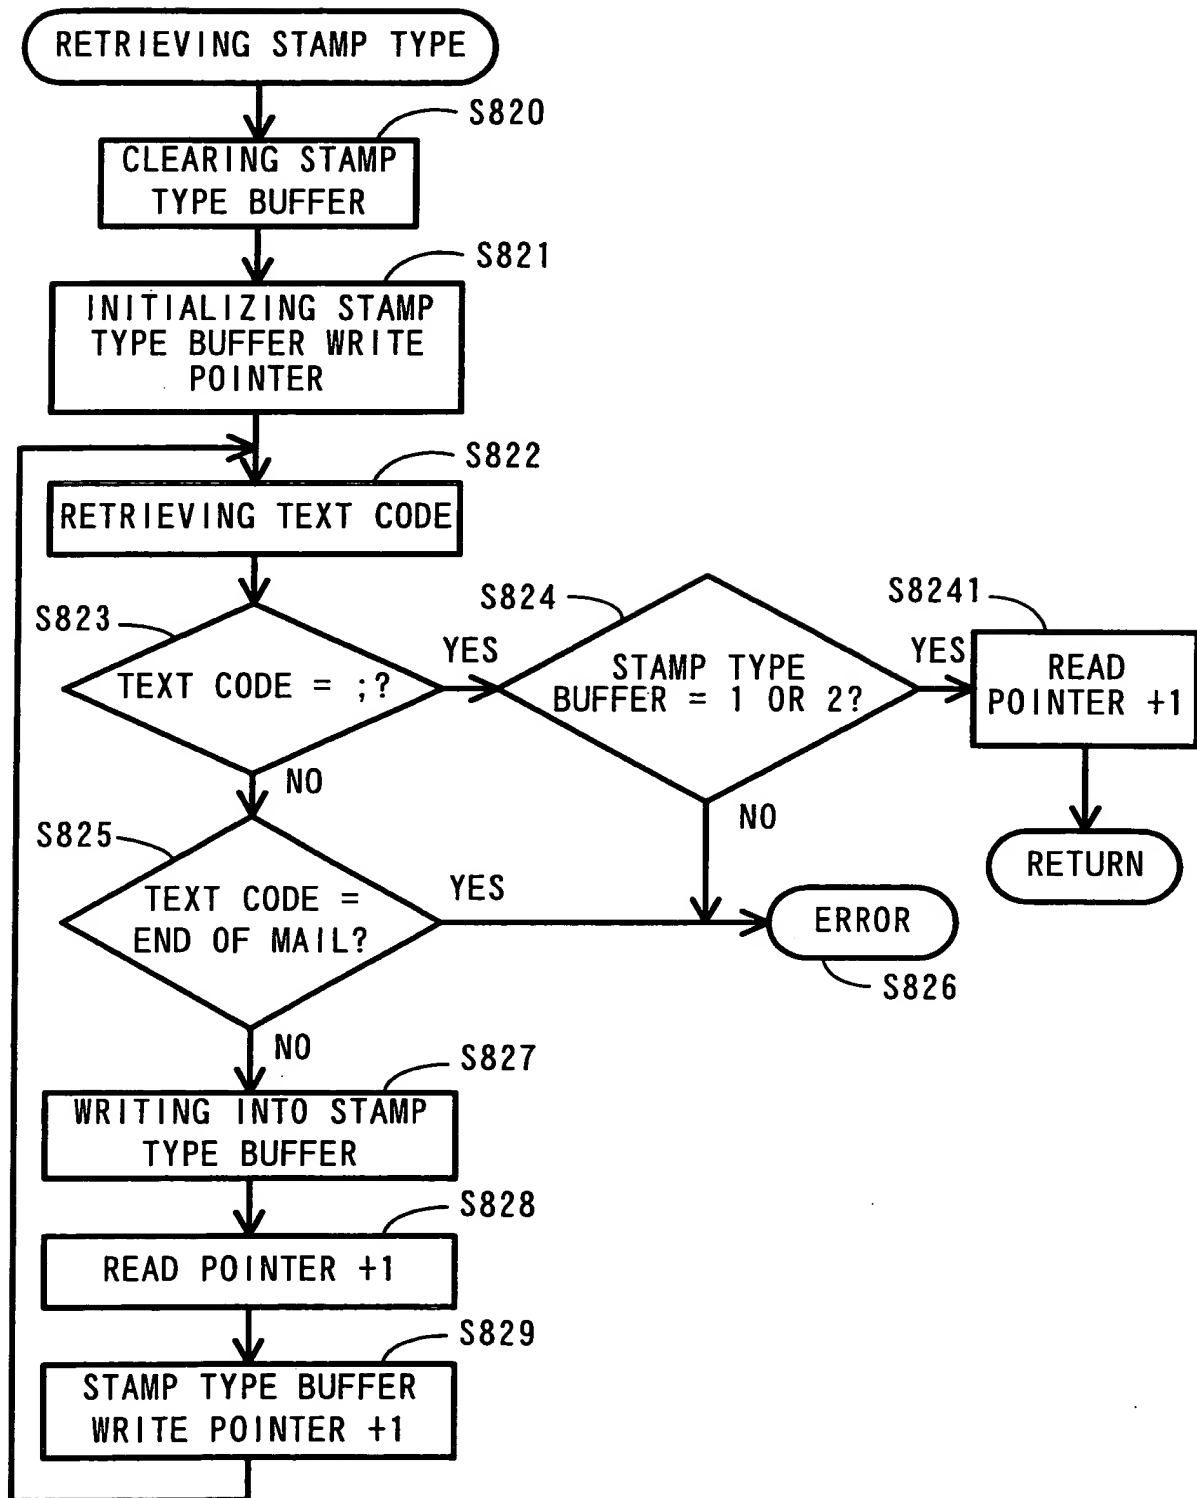 RETRIEVING STAMP TYPE
S820
CLEARING STAMP
TYPE BUFFER
S821
INITIALIZING STAMP
TYPE BUFFER WRITE
POINTER
S822
RETRIEVING TEXT CODE
S823
TEXT CODE = ;?
YES
NO
S824
STAMP TYPE
BUFFER = 1 OR 2?
YES
NO
S8241
READ
POINTER +1
RETURN
S825
TEXT CODE =
END OF MAIL?
YES
NO
ERROR
S826
S827
WRITING INTO STAMP
TYPE BUFFER
S828
READ POINTER +1
S829
STAMP TYPE BUFFER
WRITE POINTER +1